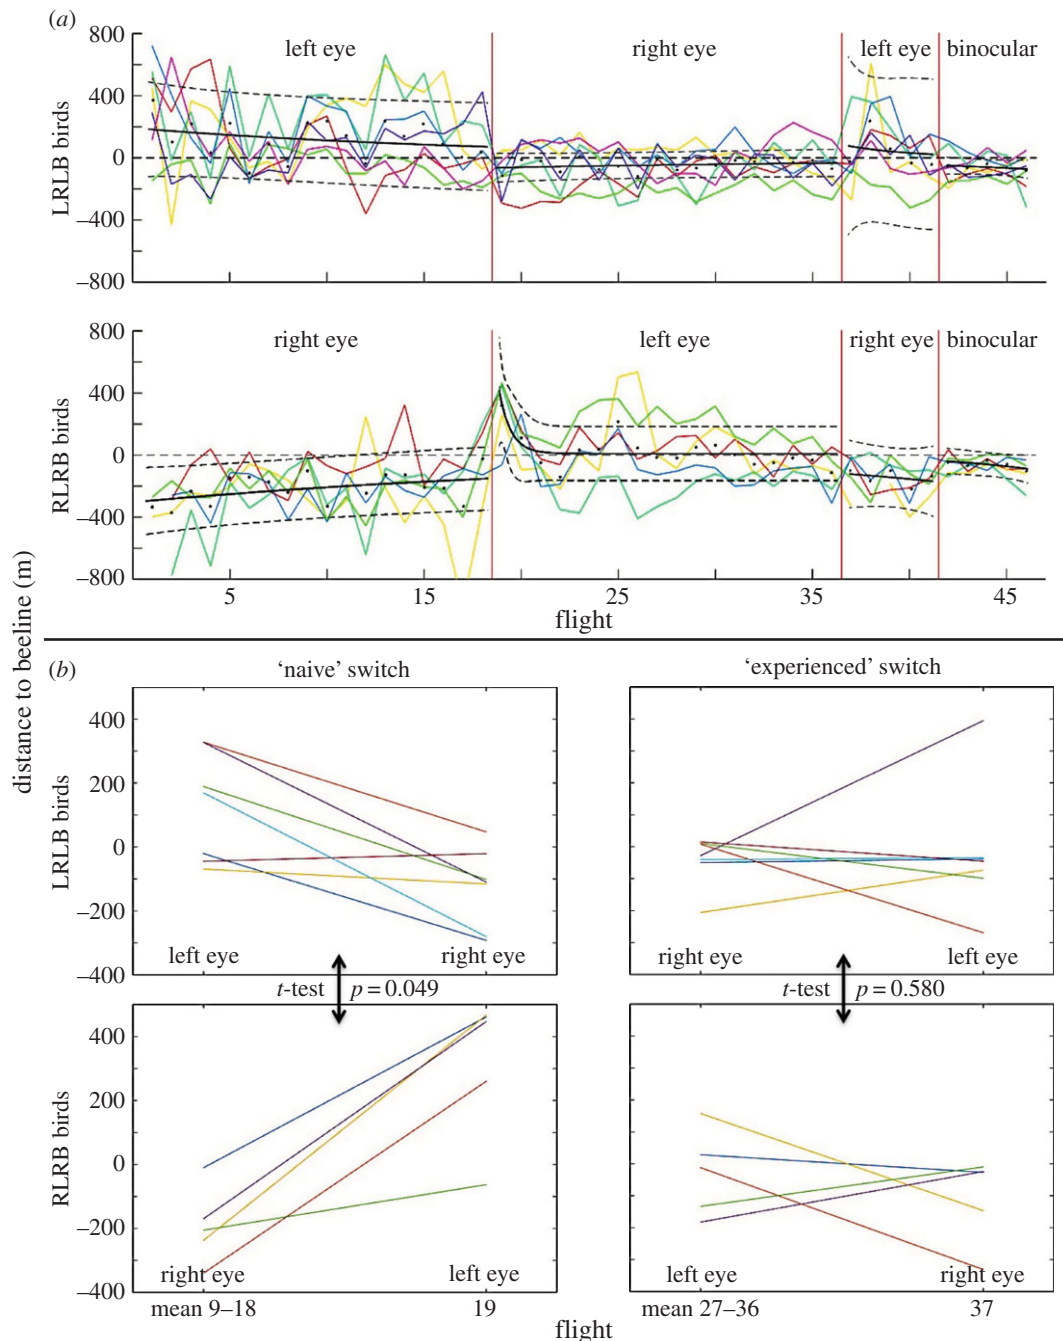 (a)
800
400
0
–400
–800
LRLB birds
left eye
right eye
left eye
binocular
800
400
0
–400
–800
RLRB birds
right eye
left eye
right eye
binocular
5
15
25
35
45
flight
distance to beeline (m)
(b)
‘naive’ switch
‘experienced’ switch
400
200
0
–200
–400
LRLB birds
left eye
right eye
right eye
left eye
t-test
p = 0.049
t-test
p = 0.580
400
200
0
–200
–400
RLRB birds
right eye
left eye
left eye
right eye
mean 9–18
19
mean 27–36
37
flight